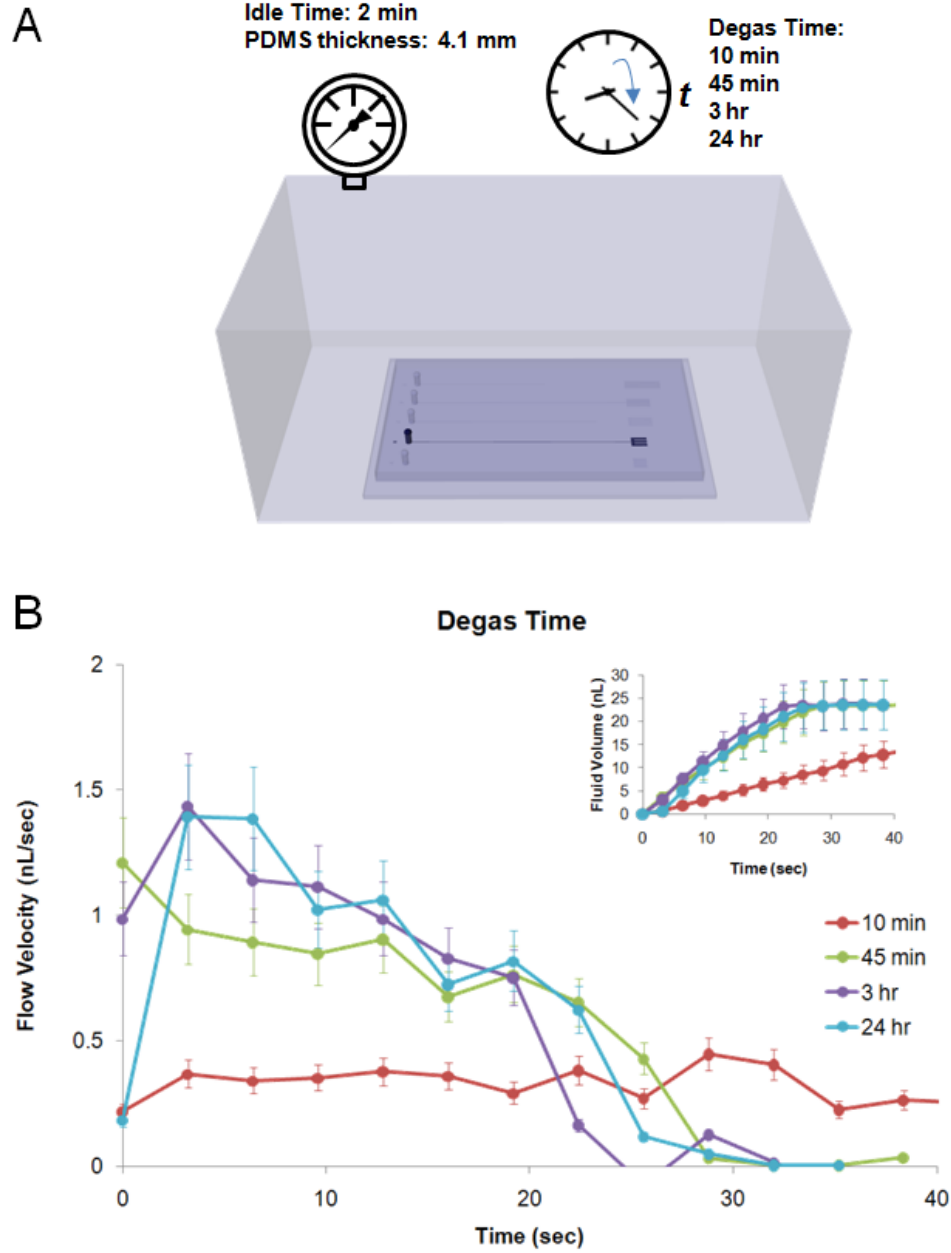 A
Idle Time: 2 min
PDMS thickness: 4.1 mm
Degas Time:
10 min
45 min
3 hr
24 hr
t
B
Degas Time
Flow Velocity (nL/sec)
2
1.5
1
0.5
0
0
10
20
30
40
Time (sec)
Fluid Volume (nL)
30
25
20
15
10
5
0
0
10
20
30
40
Time (sec)
10 min
45 min
3 hr
24 hr